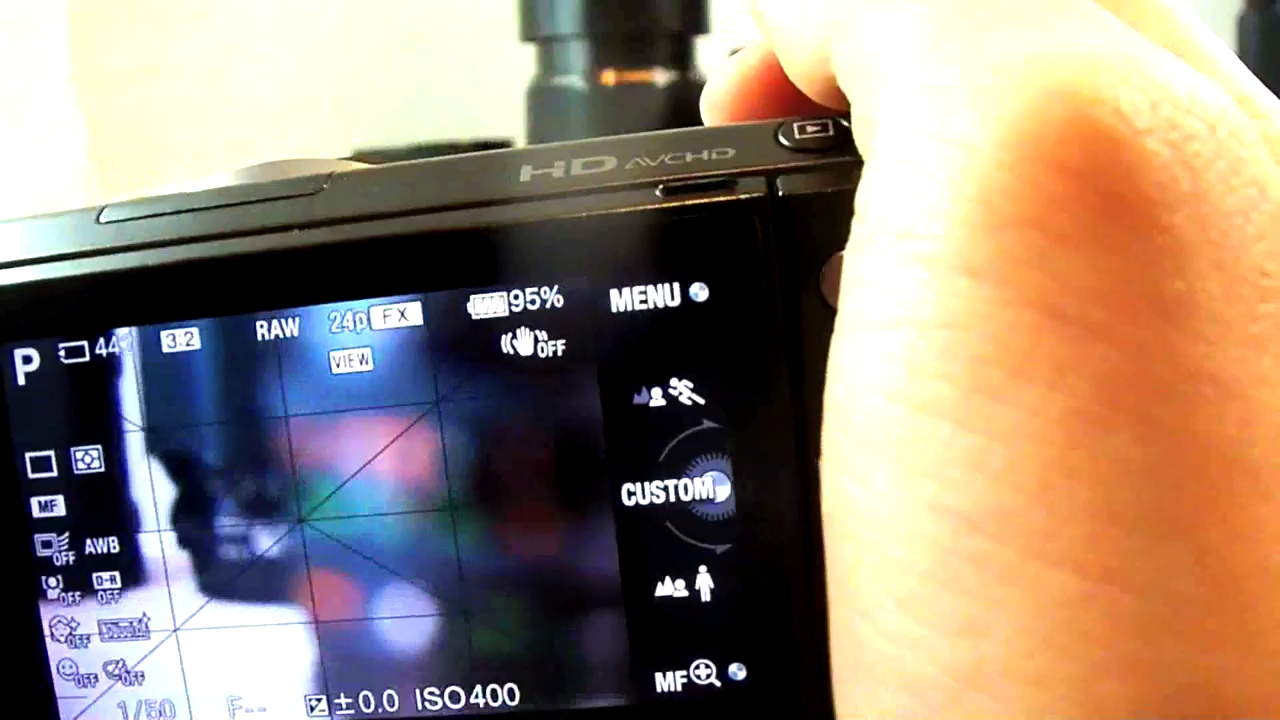 HD AVCHD
P 3:2 RAW 24p FX 95% MENU
VIEW OFF
CUSTOM
MF
OFF AWB
OFF D-R OFF
OFF
OFF OFF
MF
1/50 F-- ±0.0 ISO400